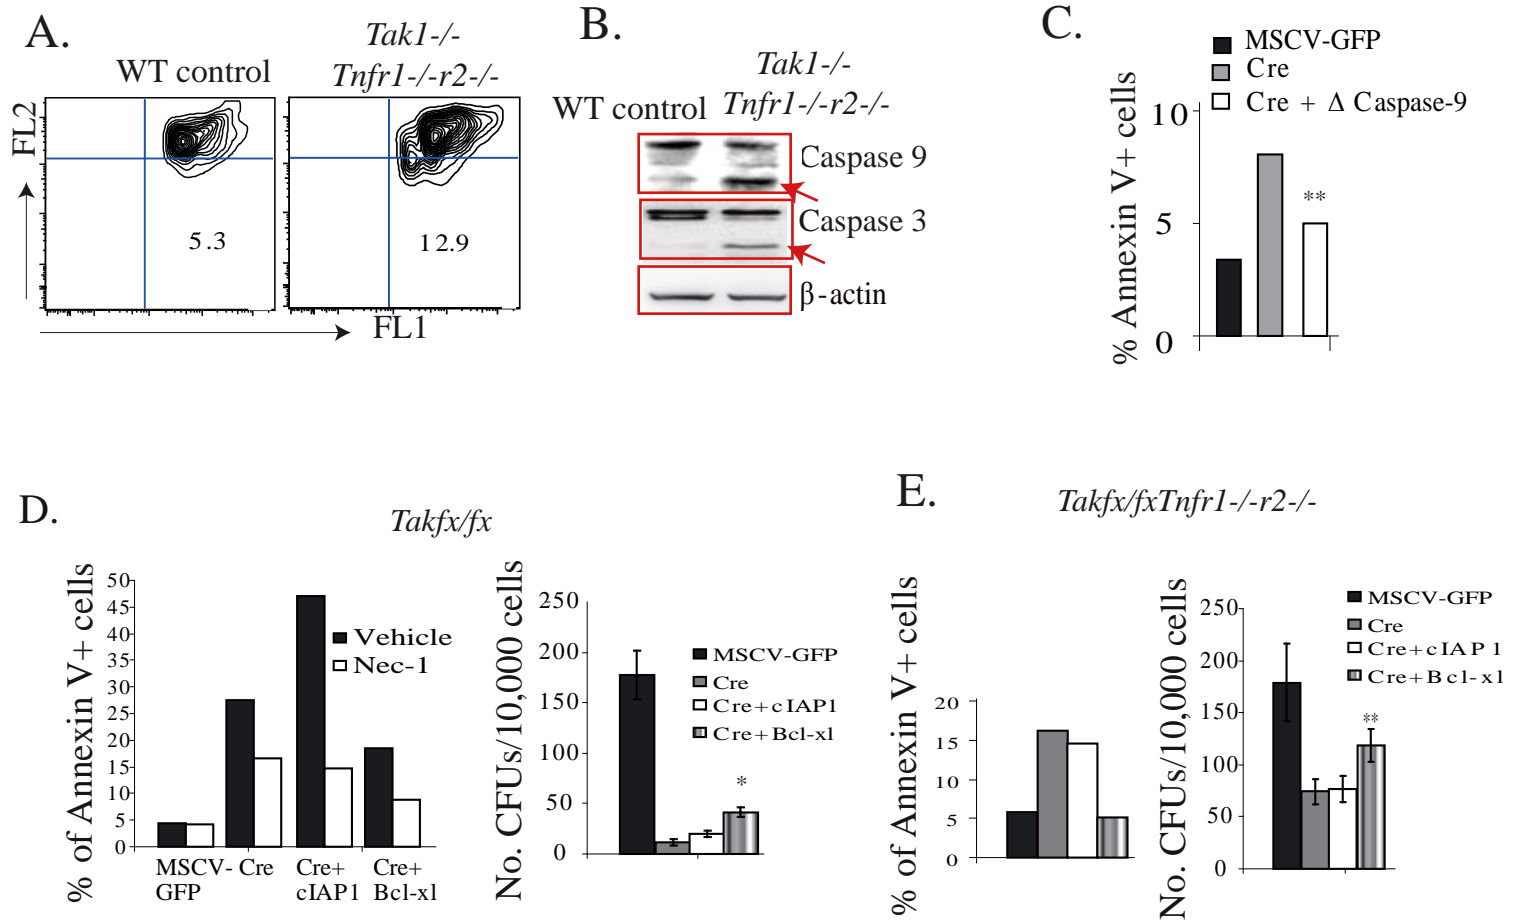 A.
WT control
Tak1-/-
Tnfr1-/-r2-/-
FL2
5.3
12.9
FL1
B.
WT control
Tak1-/-
Tnfr1-/-r2-/-
Caspase 9
Caspase 3
β-actin
C.
MSCV-GFP
Cre
Cre + Δ Caspase-9
% Annexin V+ cells
10
5
0
**
D.
Takfx/fx
% of Annexin V+ cells
50
45
40
35
30
25
20
15
10
5
0
Vehicle
Nec-1
MSCV-
GFP
Cre
Cre+
cIAP1
Cre+
Bcl-xl
No. CFUs/10,000 cells
250
200
150
100
50
0
MSCV-GFP
Cre
Cre+cIAP1
Cre+Bcl-xl
*
E.
Takfx/fxTnfr1-/-r2-/-
% of Annexin V+ cells
20
15
10
5
0
No. CFUs/10,000 cells
250
200
150
100
50
0
MSCV-GFP
Cre
Cre+cIAP1
Cre+Bcl-xl
**